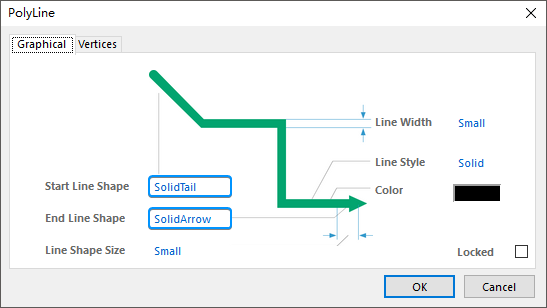 PolyLine
Graphical Vertices
Line Width Small
Line Style Solid
Start Line Shape SolidTail
Color
End Line Shape SolidArrow
Line Shape Size Small
Locked
OK Cancel